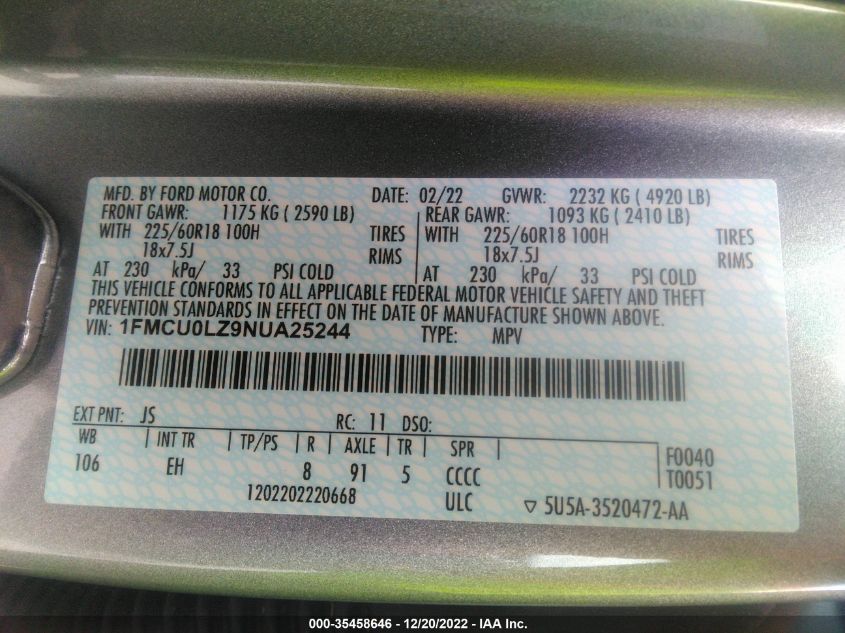 MFD. BY FORD MOTOR CO. DATE: 02/22 GVWR: 2232 KG ( 4920 LB)
FRONT GAWR: 1175 KG ( 2590 LB) REAR GAWR: 1093 KG ( 2410 LB)
WITH 225/60R18 100H TIRES WITH 225/60R18 100H TIRES
18x7.5J RIMS 18x7.5J RIMS
AT 230 kPa/ 33 PSI COLD AT 230 kPa/ 33 PSI COLD
THIS VEHICLE CONFORMS TO ALL APPLICABLE FEDERAL MOTOR VEHICLE SAFETY AND THEFT
PREVENTION STANDARDS IN EFFECT ON THE DATE OF MANUFACTURE SHOWN ABOVE.
VIN: 1FMCU0LZ9NUA25244 TYPE: MPV
EXT PNT: JS RC: 11 DSO:
WB INT TR TP/PS R AXLE TR SPR F0040
106 EH 8 91 5 CCCC T0051
1202202220668 ULC ▽ 5U5A-3520472-AA
000-35458646 - 12/20/2022 - IAA Inc.